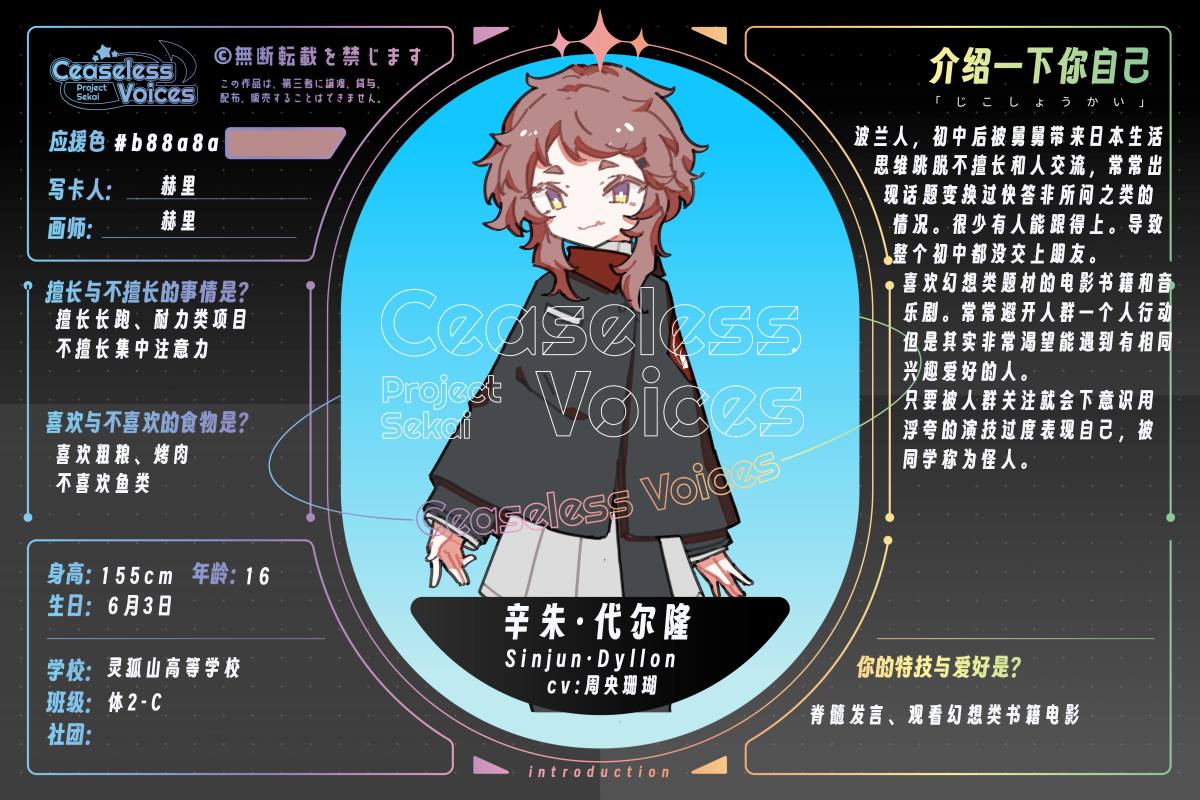 Ceaseless
Project
Sekai
Voices
©無断転載を禁じます
この作品は、第三者に譲渡、貸与、
配布、販売することはできません。
应援色 #b88a8a
写卡人: 赫里
画师: 赫里
擅长与不擅长的事情是?
擅长长跑、耐力类项目
不擅长集中注意力
喜欢与不喜欢的食物是?
喜欢粗粮、烤肉
不喜欢鱼类
身高: 155cm 年龄: 16
生日: 6月3日
学校: 灵狐山高等学校
班级: 体2-C
社团:
Ceaseless
Project
Sekai
Voices
Ceaseless Voices
辛朱·代尔隆
Sinjun·Dyllon
cv:周央珊瑚
introduction
介绍一下你自己
「じこしょうかい」
波兰人，初中后被舅舅带来日本生活
思维跳脱不擅长和人交流，常常出
现话题变换过快答非所问之类的
情况。很少有人能跟得上。导致
整个初中都没交上朋友。
喜欢幻想类题材的电影书籍和音
乐剧。常常避开人群一个人行动
但是其实非常渴望能遇到有相同
兴趣爱好的人。
只要被人群关注就会下意识用
浮夸的演技过度表现自己，被
同学称为怪人。
你的特技与爱好是?
脊髓发言、观看幻想类书籍电影